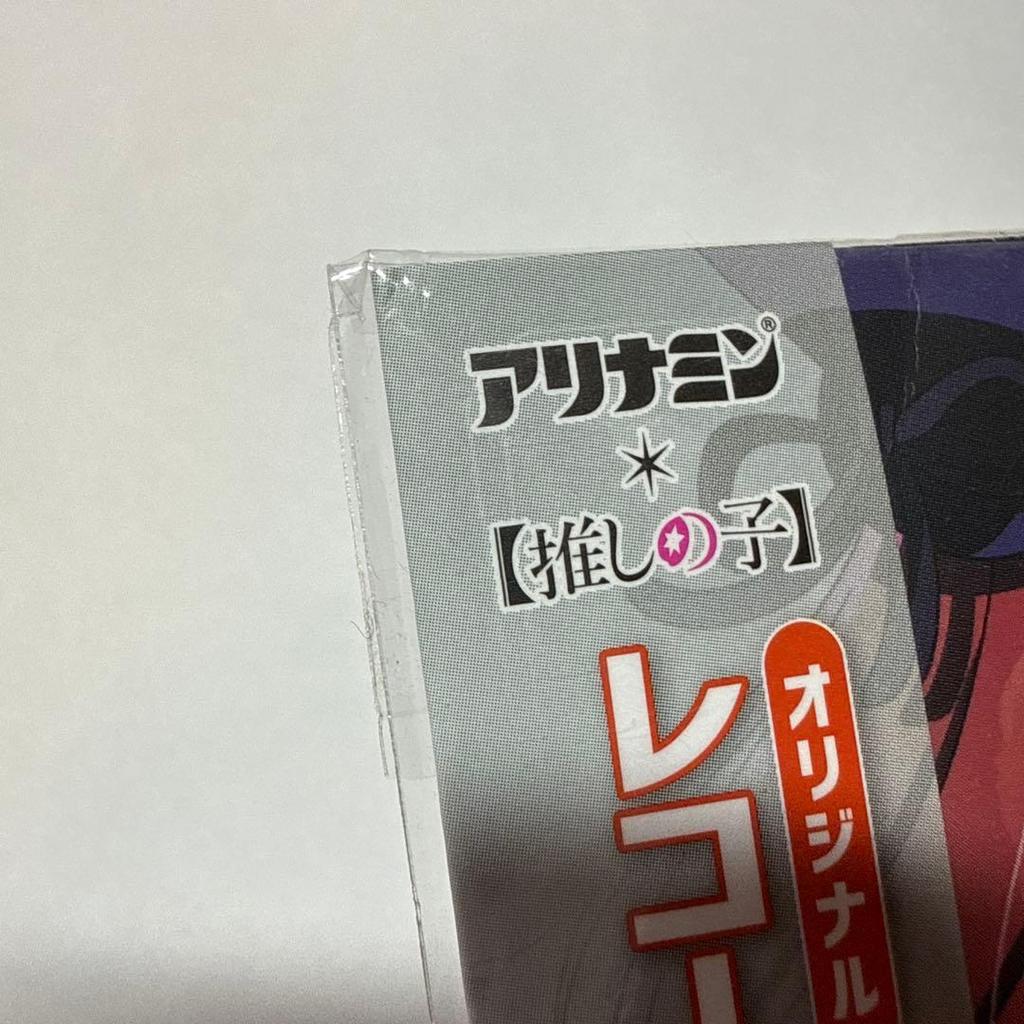 アリナミン®
*
【推しの子】
オリジナル
レコー